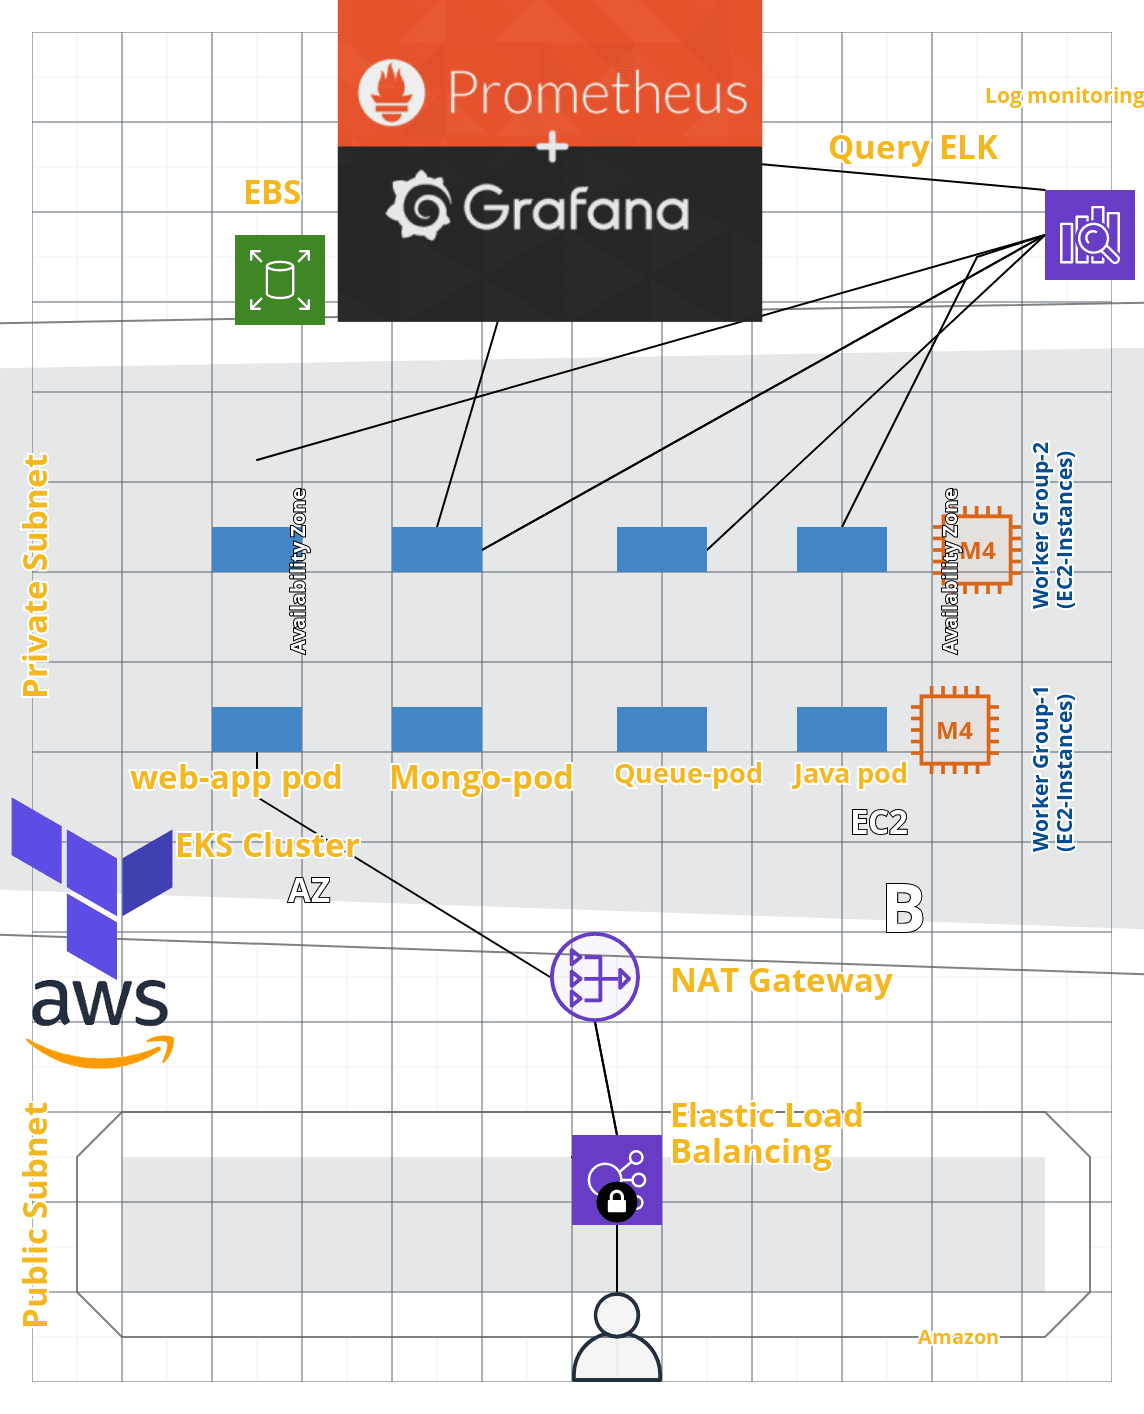 Prometheus
+
Grafana
Log monitoring
Query ELK
EBS
Private Subnet
Availability Zone
Availability Zone
M4
Worker Group-2
(EC2-Instances)
M4
Worker Group-1
(EC2-Instances)
web-app pod
Mongo-pod
Queue-pod
Java pod
EC2
EKS Cluster
AZ
B
aws
NAT Gateway
Public Subnet
Elastic Load
Balancing
Amazon